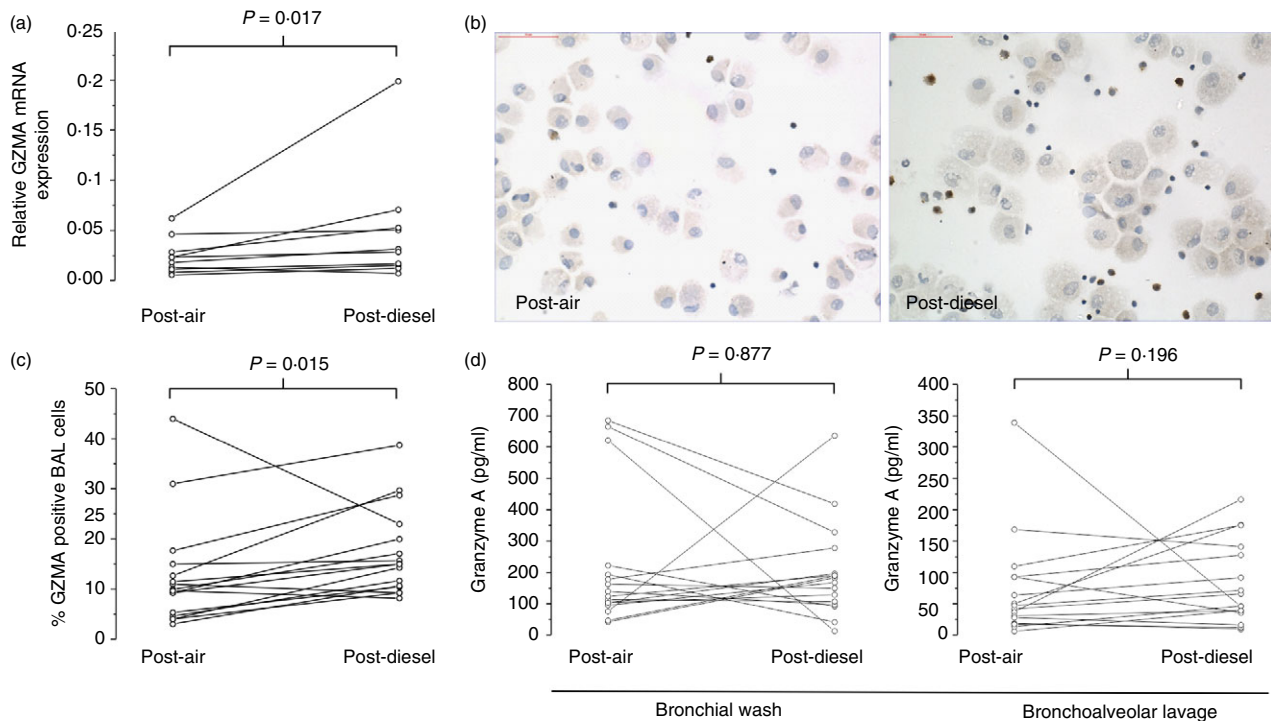 (a)
P = 0·017
Relative GZMA mRNA
expression
0·25
0·2
0·15
0·1
0·05
0·00
Post-air
Post-diesel
(b)
Post-air
Post-diesel
(c)
P = 0·015
% GZMA positive BAL cells
50
45
40
35
30
25
20
15
10
5
0
Post-air
Post-diesel
(d)
P = 0·877
Granzyme A (pg/ml)
800
700
600
500
400
300
200
100
0
Post-air
Post-diesel
Bronchial wash
P = 0·196
Granzyme A (pg/ml)
400
350
300
250
200
150
100
50
0
Post-air
Post-diesel
Bronchoalveolar lavage